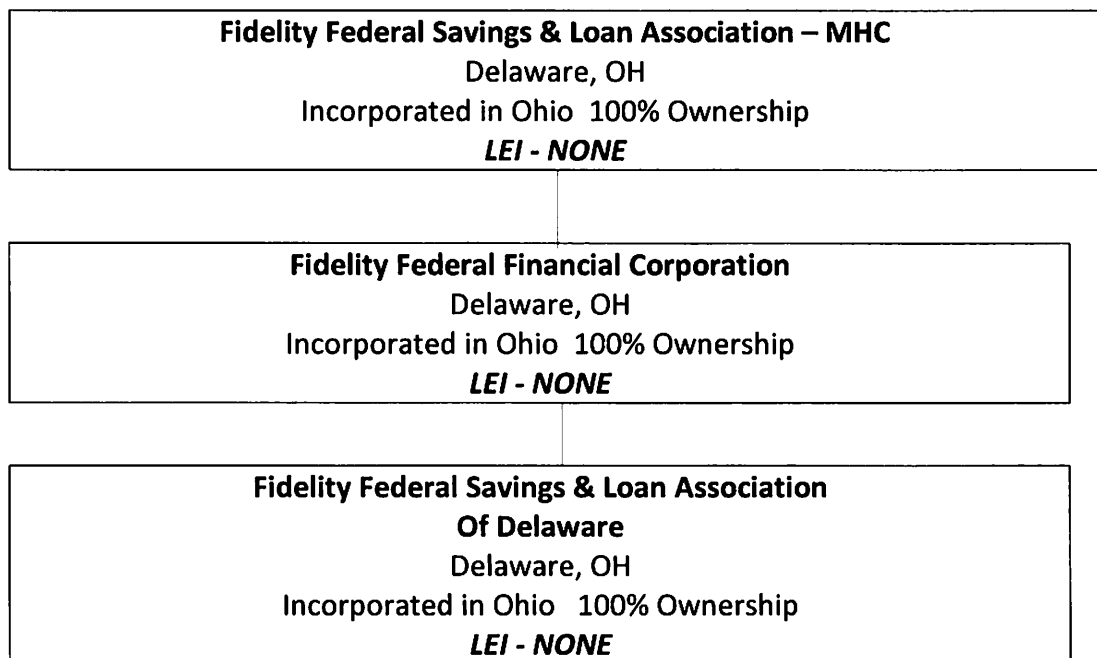 Fidelity Federal Savings & Loan Association – MHC
Delaware, OH
Incorporated in Ohio  100% Ownership
LEI - NONE
Fidelity Federal Financial Corporation
Delaware, OH
Incorporated in Ohio  100% Ownership
LEI - NONE
Fidelity Federal Savings & Loan Association
Of Delaware
Delaware, OH
Incorporated in Ohio   100% Ownership
LEI - NONE